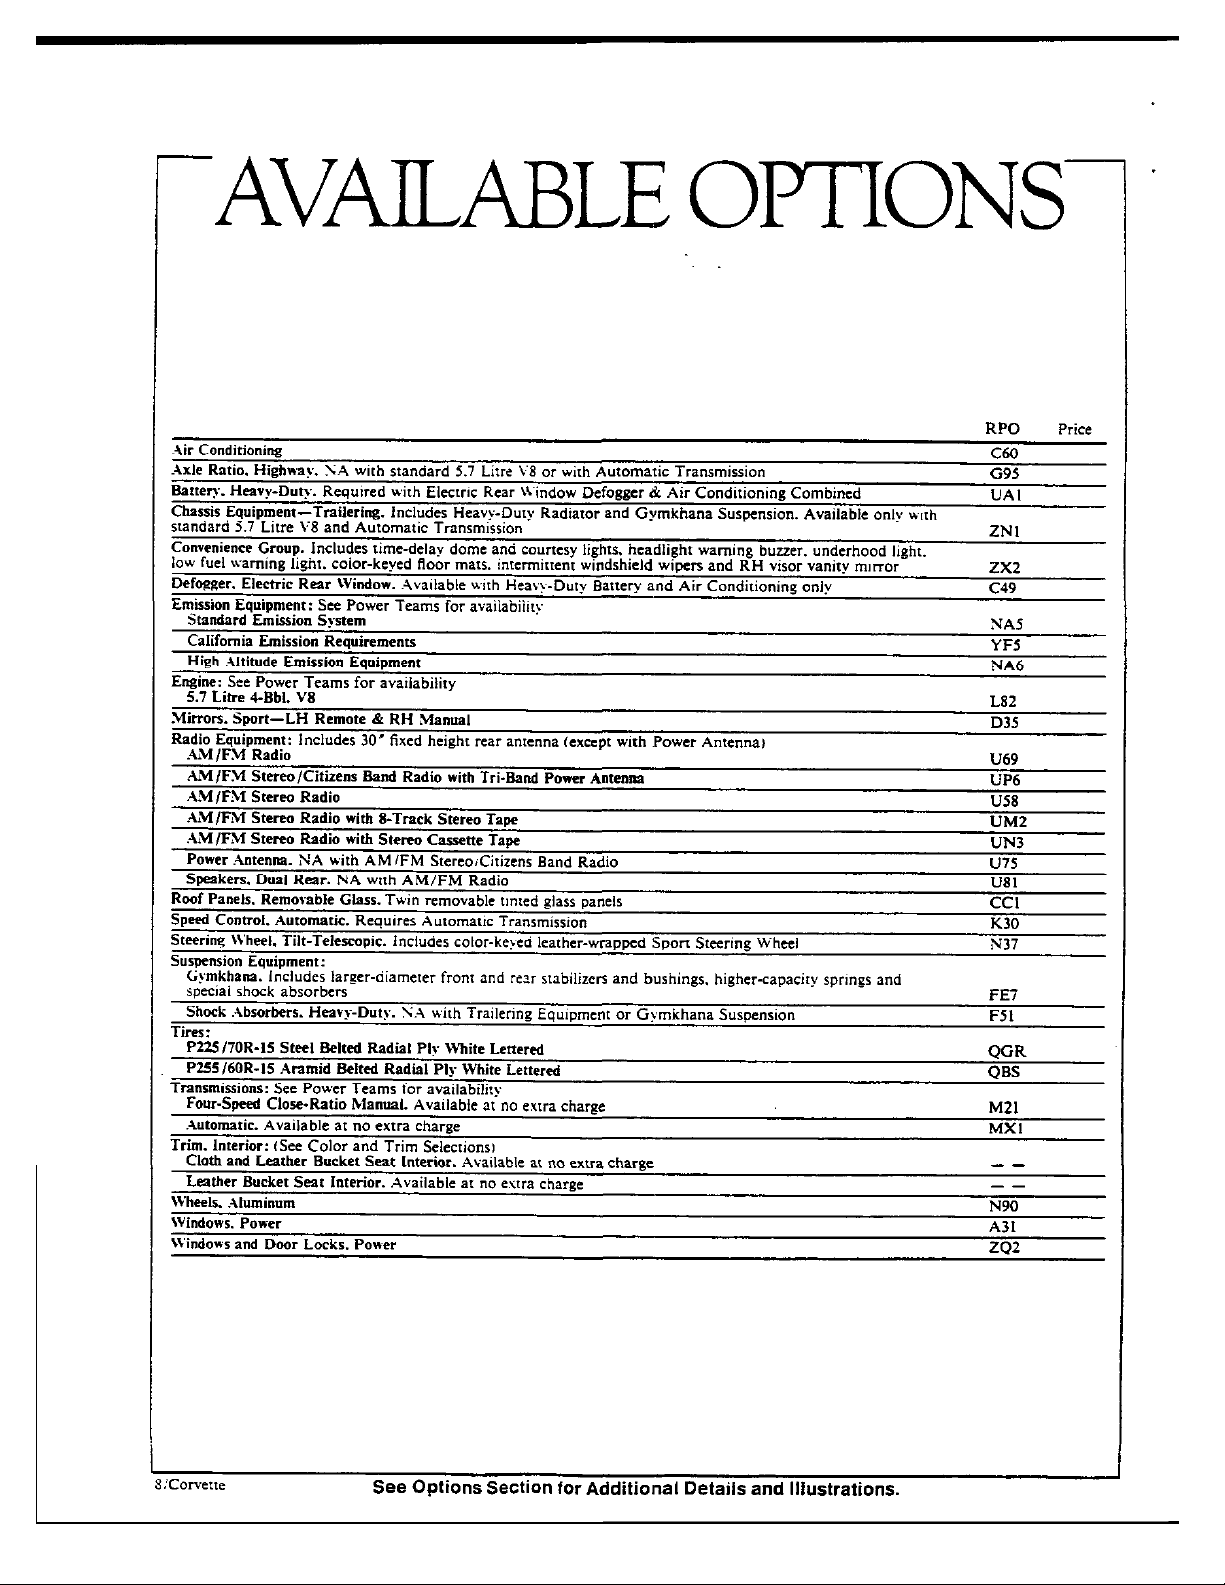 AVAILABLE OPTIONS
RPO Price
Air Conditioning C60
Axle Ratio. Highway. NA with standard 5.7 Litre V8 or with Automatic Transmission G95
Battery. Heavy-Duty. Required with Electric Rear Window Defogger & Air Conditioning Combined UA1
Chassis Equipment—Trailering. Includes Heavy-Duty Radiator and Gymkhana Suspension. Available only with
standard 5.7 Litre V8 and Automatic Transmission ZN1
Convenience Group. Includes time-delay dome and courtesy lights, headlight warning buzzer, underhood light,
low fuel warning light, color-keyed floor mats, intermittent windshield wipers and RH visor vanity mirror ZX2
Defogger. Electric Rear Window. Available with Heavy-Duty Battery and Air Conditioning only C49
Emission Equipment: See Power Teams for availability
Standard Emission System NA5
California Emission Requirements YF5
High Altitude Emission Equipment NA6
Engine: See Power Teams for availability
5.7 Litre 4-Bbl. V8 L82
Mirrors. Sport—LH Remote & RH Manual D35
Radio Equipment: Includes 30" fixed height rear antenna (except with Power Antenna)
AM/FM Radio U69
AM/FM Stereo/Citizens Band Radio with Tri-Band Power Antenna UP6
AM/FM Stereo Radio U58
AM/FM Stereo Radio with 8-Track Stereo Tape UM2
AM/FM Stereo Radio with Stereo Cassette Tape UN3
Power Antenna. NA with AM/FM Stereo/Citizens Band Radio U75
Speakers. Dual Rear. NA with AM/FM Radio U81
Roof Panels. Removable Glass. Twin removable tinted glass panels CC1
Speed Control. Automatic. Requires Automatic Transmission K30
Steering Wheel. Tilt-Telescopic. Includes color-keyed leather-wrapped Sport Steering Wheel N37
Suspension Equipment:
Gymkhana. Includes larger-diameter front and rear stabilizers and bushings, higher-capacity springs and
special shock absorbers FE7
Shock Absorbers. Heavy-Duty. NA with Trailering Equipment or Gymkhana Suspension F51
Tires:
P225/70R-15 Steel Belted Radial Ply White Lettered QGR
P255/60R-15 Aramid Belted Radial Ply White Lettered QBS
Transmissions: See Power Teams for availability
Four-Speed Close-Ratio Manual. Available at no extra charge M21
Automatic. Available at no extra charge MX1
Trim. Interior: (See Color and Trim Selections)
Cloth and Leather Bucket Seat Interior. Available at no extra charge – –
Leather Bucket Seat Interior. Available at no extra charge – –
Wheels. Aluminum N90
Windows. Power A31
Windows and Door Locks. Power ZQ2
8/Corvette See Options Section for Additional Details and Illustrations.